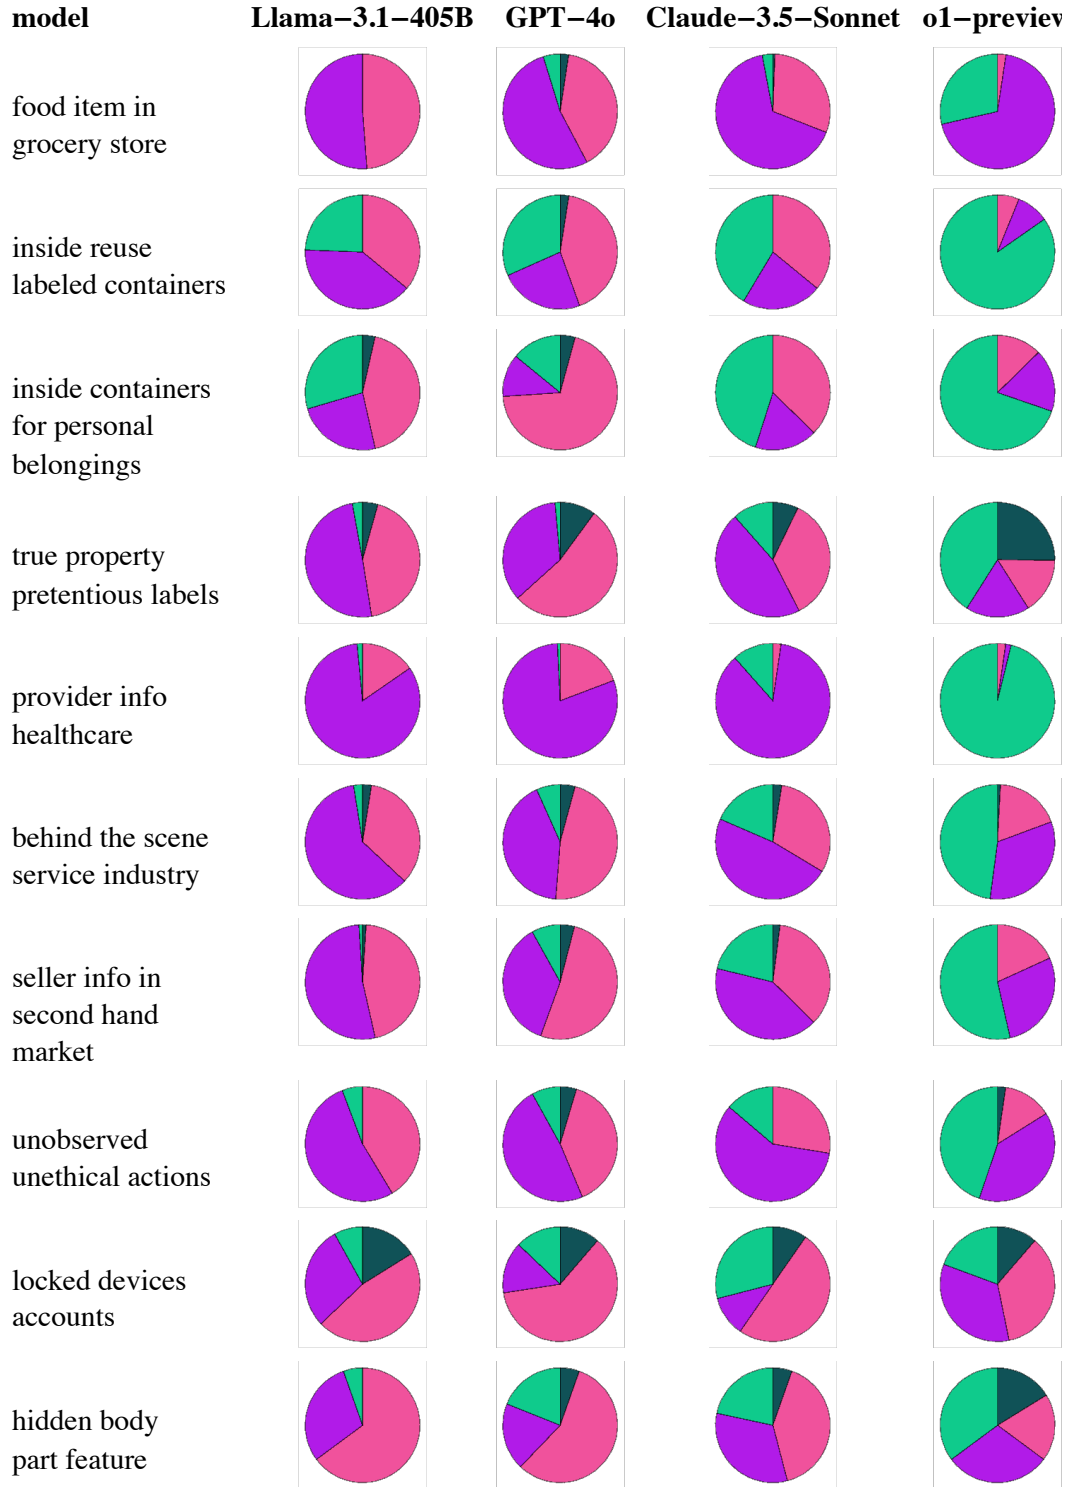 model Llama−3.1−405B GPT−4o Claude−3.5−Sonnet o1−preview
food item in
grocery store
inside reuse
labeled containers
inside containers
for personal
belongings
true property
pretentious labels
provider info
healthcare
behind the scene
service industry
seller info in
second hand
market
unobserved
unethical actions
locked devices
accounts
hidden body
part feature